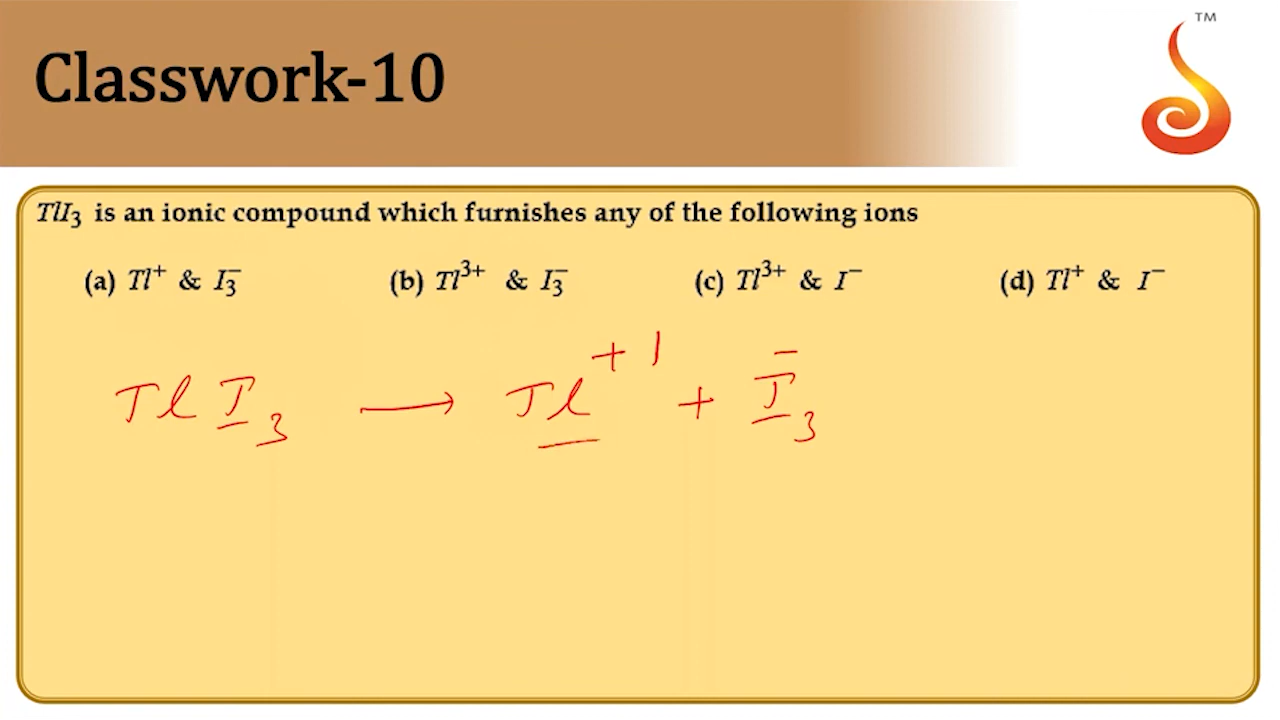 Classwork-10
TM
TlI₃ is an ionic compound which furnishes any of the following ions
(a) Tl⁺ & I₃⁻ (b) Tl³⁺ & I₃⁻ (c) Tl³⁺ & I⁻ (d) Tl⁺ & I⁻
TlI₃ → Tl⁺¹ + I₃⁻